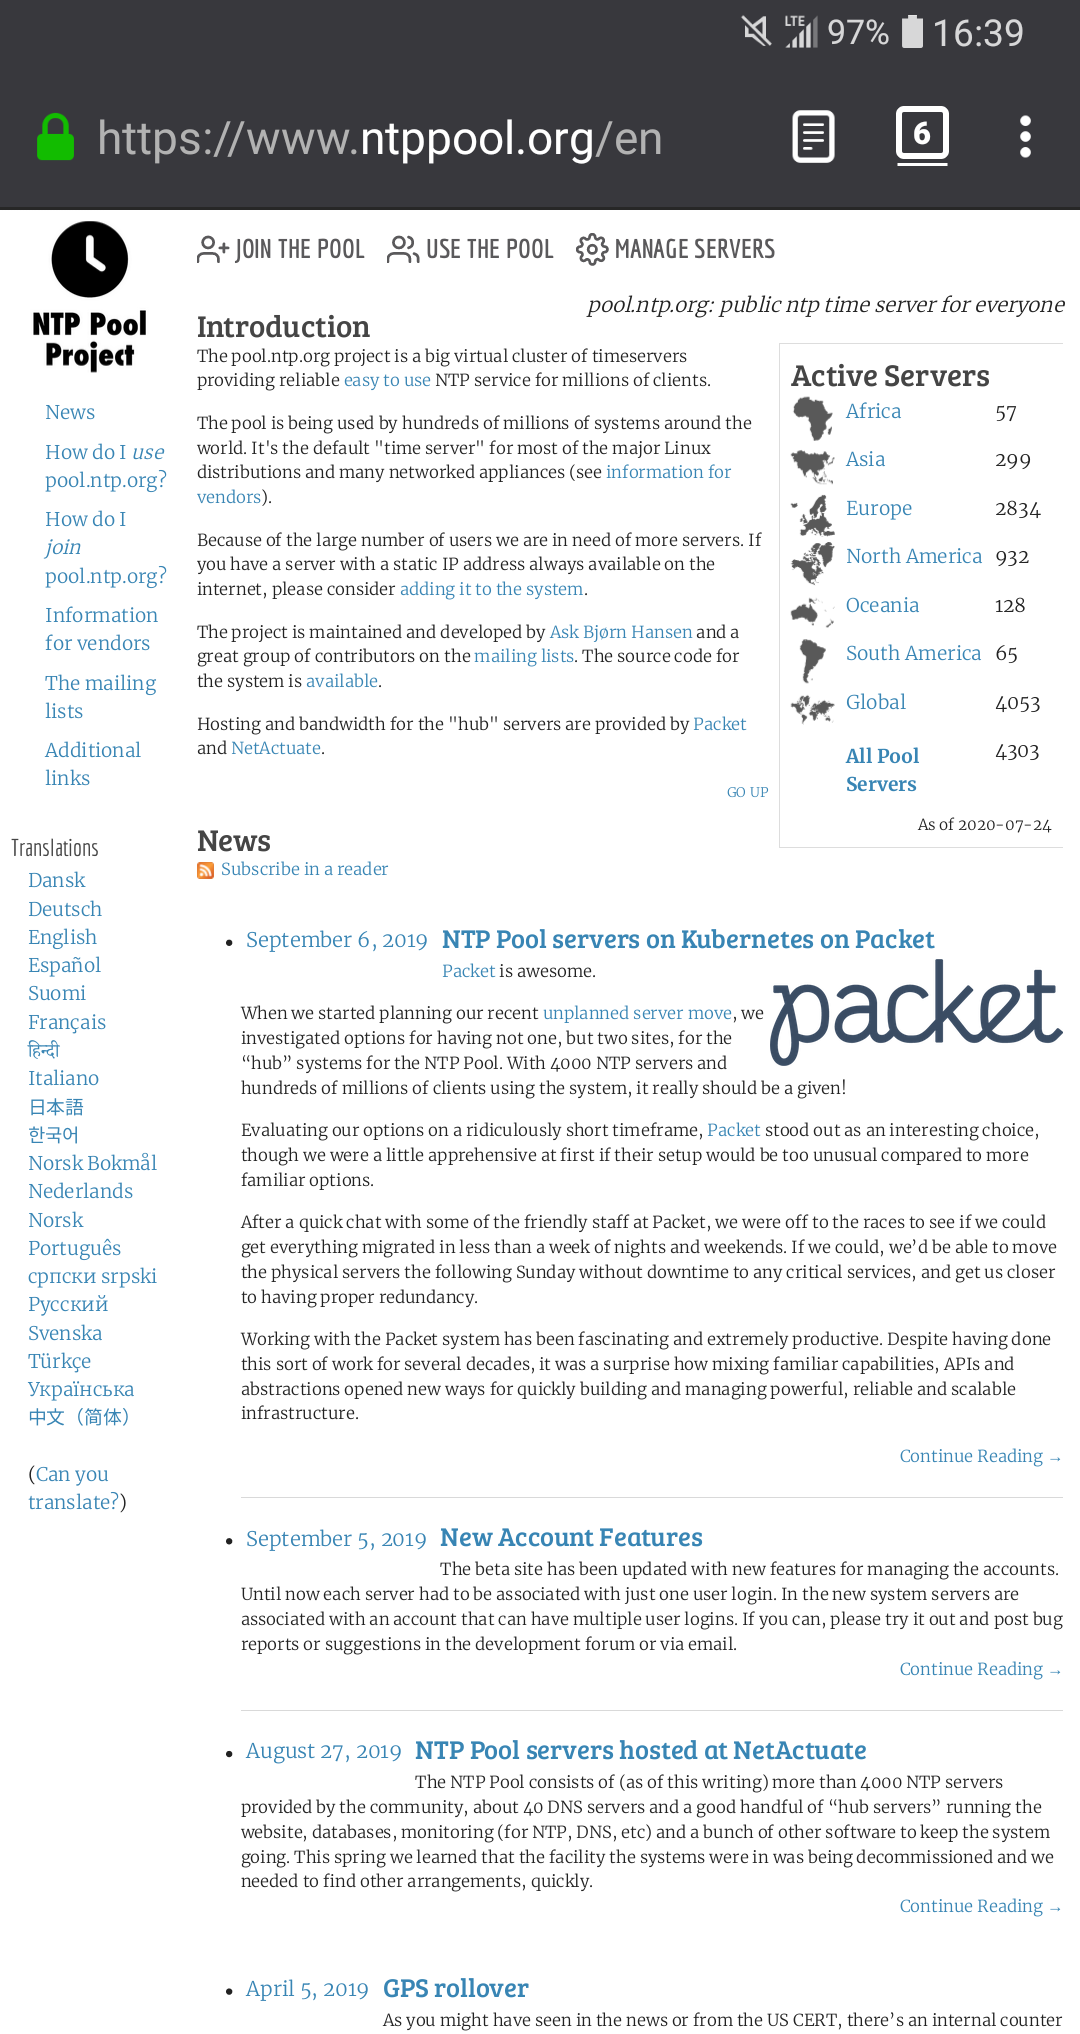 LTE 97% 16:39
https://www.ntppool.org/en
6
NTP Pool
Project
News
How do I use
pool.ntp.org?
How do I
join
pool.ntp.org?
Information
for vendors
The mailing
lists
Additional
links
Translations
Dansk
Deutsch
English
Español
Suomi
Français
हिन्दी
Italiano
日本語
한국어
Norsk Bokmål
Nederlands
Norsk
Português
српски srpski
Русский
Svenska
Türkçe
Українська
中文（简体）
(Can you
translate?)
JOIN THE POOL USE THE POOL MANAGE SERVERS
pool.ntp.org: public ntp time server for everyone
Introduction
The pool.ntp.org project is a big virtual cluster of timeservers
providing reliable easy to use NTP service for millions of clients.
The pool is being used by hundreds of millions of systems around the
world. It's the default "time server" for most of the major Linux
distributions and many networked appliances (see information for
vendors).
Because of the large number of users we are in need of more servers. If
you have a server with a static IP address always available on the
internet, please consider adding it to the system.
The project is maintained and developed by Ask Bjørn Hansen and a
great group of contributors on the mailing lists. The source code for
the system is available.
Hosting and bandwidth for the "hub" servers are provided by Packet
and NetActuate.
GO UP
Active Servers
Africa 57
Asia 299
Europe 2834
North America 932
Oceania 128
South America 65
Global 4053
All Pool
Servers 4303
As of 2020-07-24
News
Subscribe in a reader
• September 6, 2019 NTP Pool servers on Kubernetes on Packet
Packet is awesome.
packet
When we started planning our recent unplanned server move, we
investigated options for having not one, but two sites, for the
“hub” systems for the NTP Pool. With 4000 NTP servers and
hundreds of millions of clients using the system, it really should be a given!
Evaluating our options on a ridiculously short timeframe, Packet stood out as an interesting choice,
though we were a little apprehensive at first if their setup would be too unusual compared to more
familiar options.
After a quick chat with some of the friendly staff at Packet, we were off to the races to see if we could
get everything migrated in less than a week of nights and weekends. If we could, we’d be able to move
the physical servers the following Sunday without downtime to any critical services, and get us closer
to having proper redundancy.
Working with the Packet system has been fascinating and extremely productive. Despite having done
this sort of work for several decades, it was a surprise how mixing familiar capabilities, APIs and
abstractions opened new ways for quickly building and managing powerful, reliable and scalable
infrastructure.
Continue Reading →
• September 5, 2019 New Account Features
The beta site has been updated with new features for managing the accounts.
Until now each server had to be associated with just one user login. In the new system servers are
associated with an account that can have multiple user logins. If you can, please try it out and post bug
reports or suggestions in the development forum or via email.
Continue Reading →
• August 27, 2019 NTP Pool servers hosted at NetActuate
The NTP Pool consists of (as of this writing) more than 4000 NTP servers
provided by the community, about 40 DNS servers and a good handful of “hub servers” running the
website, databases, monitoring (for NTP, DNS, etc) and a bunch of other software to keep the system
going. This spring we learned that the facility the systems were in was being decommissioned and we
needed to find other arrangements, quickly.
Continue Reading →
• April 5, 2019 GPS rollover
As you might have seen in the news or from the US CERT, there’s an internal counter